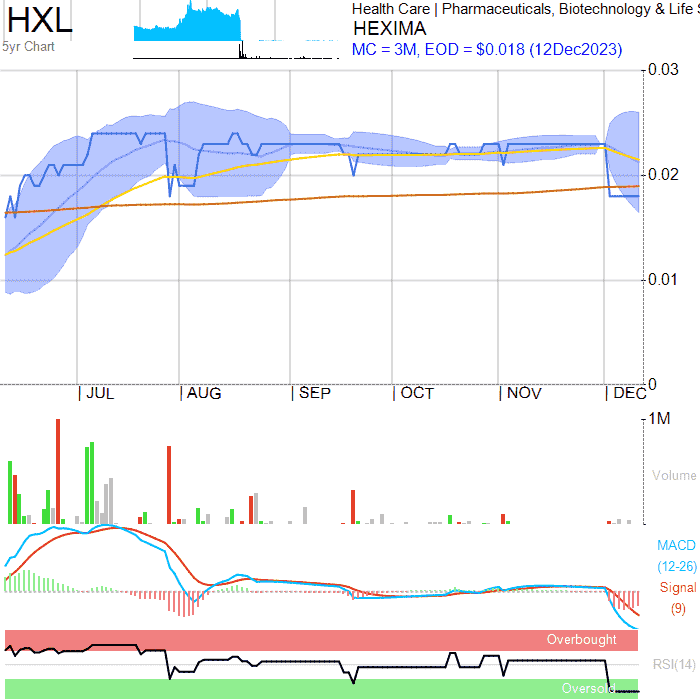 HXL
5yr Chart
Health Care | Pharmaceuticals, Biotechnology & Life
HEXIMA
MC = 3M, EOD = $0.018 (12Dec2023)
0.03
0.02
0.01
0
| JUL | AUG | SEP | OCT | NOV | DEC
1M
Volume
MACD
(12-26)
Signal
(9)
Overbought
RSI(14)
Oversold